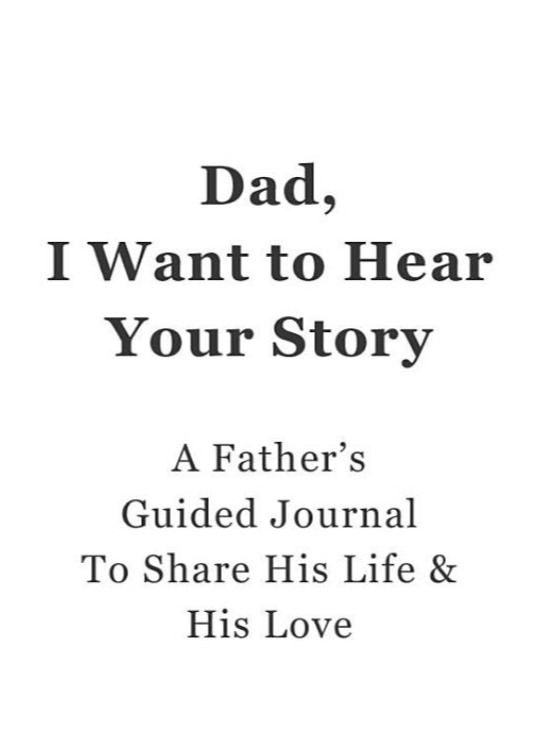 Dad,
I Want to Hear
Your Story
A Father’s
Guided Journal
To Share His Life &
His Love